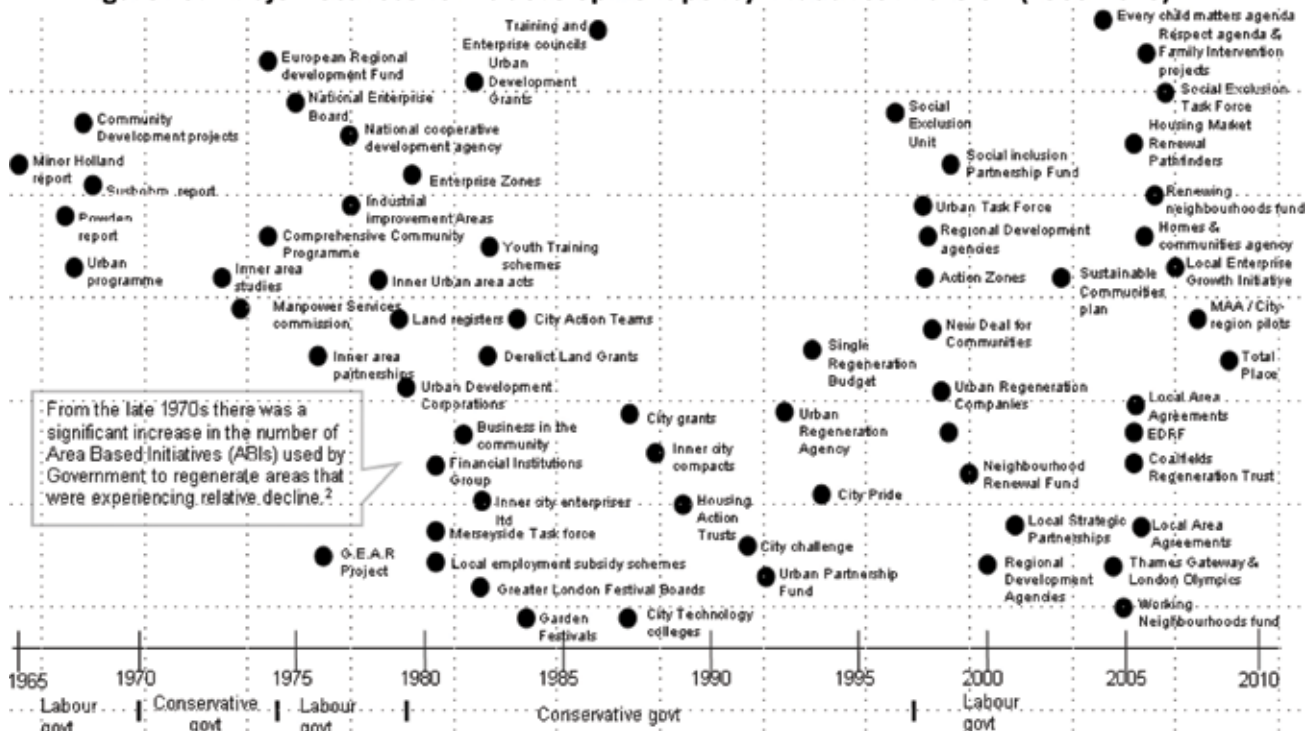 Training and
Enterprise councils
Every child matters agenda
Respect agenda &
Family Intervention
projects
European Regional
development Fund
Urban
Development
Grants
Social Exclusion
Task Force
National Enterprise
Board
Community
Development projects
National cooperative
development agency
Social
Exclusion
Unit
Housing Market
Renewal
Pathfinders
Minor Holland
report
report
Enterprise Zones
Social inclusion
Partnership Fund
report
Industrial
improvement Areas
Urban Task Force
Renewing
neighbourhoods fund
Comprehensive Community
Programme
Youth Training
schemes
Regional Development
agencies
Homes &
communities agency
Urban
programme
Inner area
studies
Inner Urban area acts
Action Zones
Sustainable
Communities
plan
Local Enterprise
Growth Initiative
Manpower Services
commission
Land registers
City Action Teams
New Deal for
Communities
MAA / City-
region pilots
Inner area
partnerships
Derelict Land Grants
Single
Regeneration
Budget
Total
Place
Urban Development
Corporations
Urban Regeneration
Companies
From the late 1970s there was a
significant increase in the number of
Area Based Initiatives (ABIs) used by
Government to regenerate areas that
were experiencing relative decline.2
Business in the
community
City grants
Urban
Regeneration
Agency
Local Area
Agreements
EDRF
Financial Institutions
Group
Inner city
compacts
Neighbourhood
Renewal Fund
Coalfields
Regeneration Trust
Inner city enterprises
ltd
Housing
Action
Trusts
City Pride
Merseyside Task force
City challenge
Local Strategic
Partnerships
Local Area
Agreements
G.E.A.R
Project
Local employment subsidy schemes
Urban Partnership
Fund
Regional
Development
Agencies
Thames Gateway &
London Olympics
Greater London Festival Boards
Garden
Festivals
City Technology
colleges
Working
Neighbourhoods fund
1965 1970 1975 1980 1985 1990 1995 2000 2005 2010
Labour
govt
Conservative
govt
Labour
govt
Conservative govt
Labour
govt